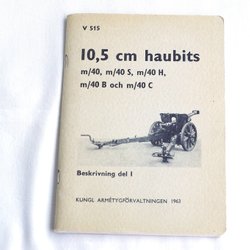 V 515
10,5 cm haubits
m/40, m/40 S, m/40 H,
m/40 B och m/40 C
Beskrivning del I
KUNGL ARMÉTYGFÖRVALTNINGEN 1963